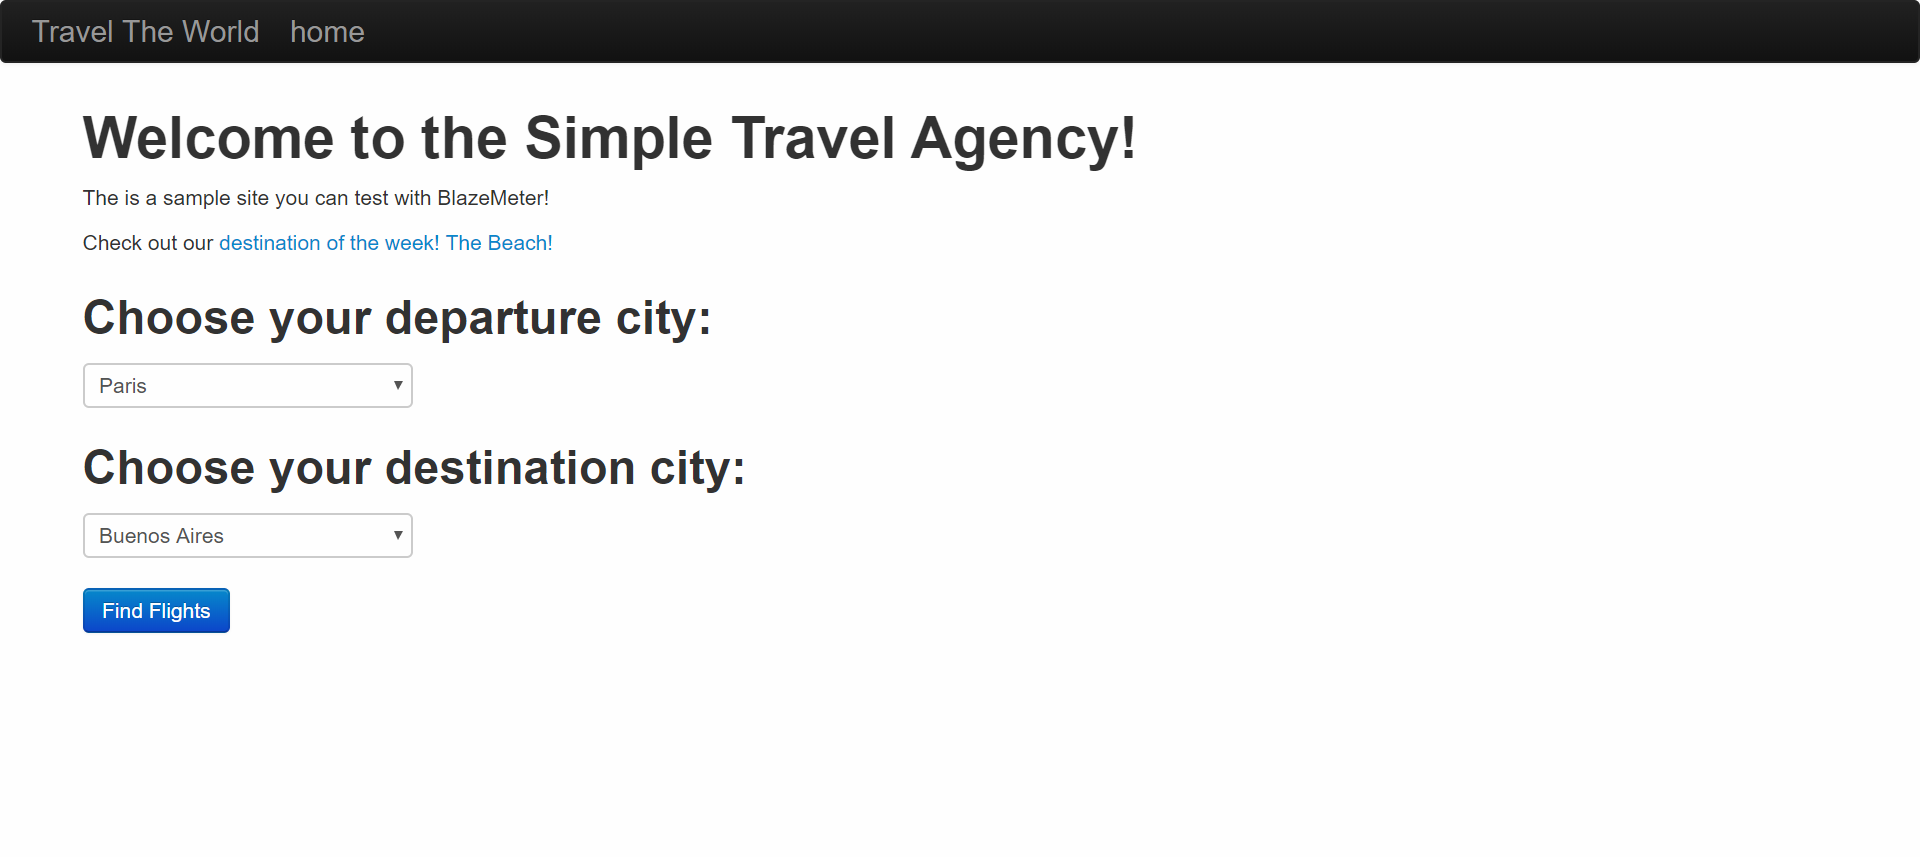 Travel The World home
Welcome to the Simple Travel Agency!
The is a sample site you can test with BlazeMeter!
Check out our destination of the week! The Beach!
Choose your departure city:
Paris
Choose your destination city:
Buenos Aires
Find Flights